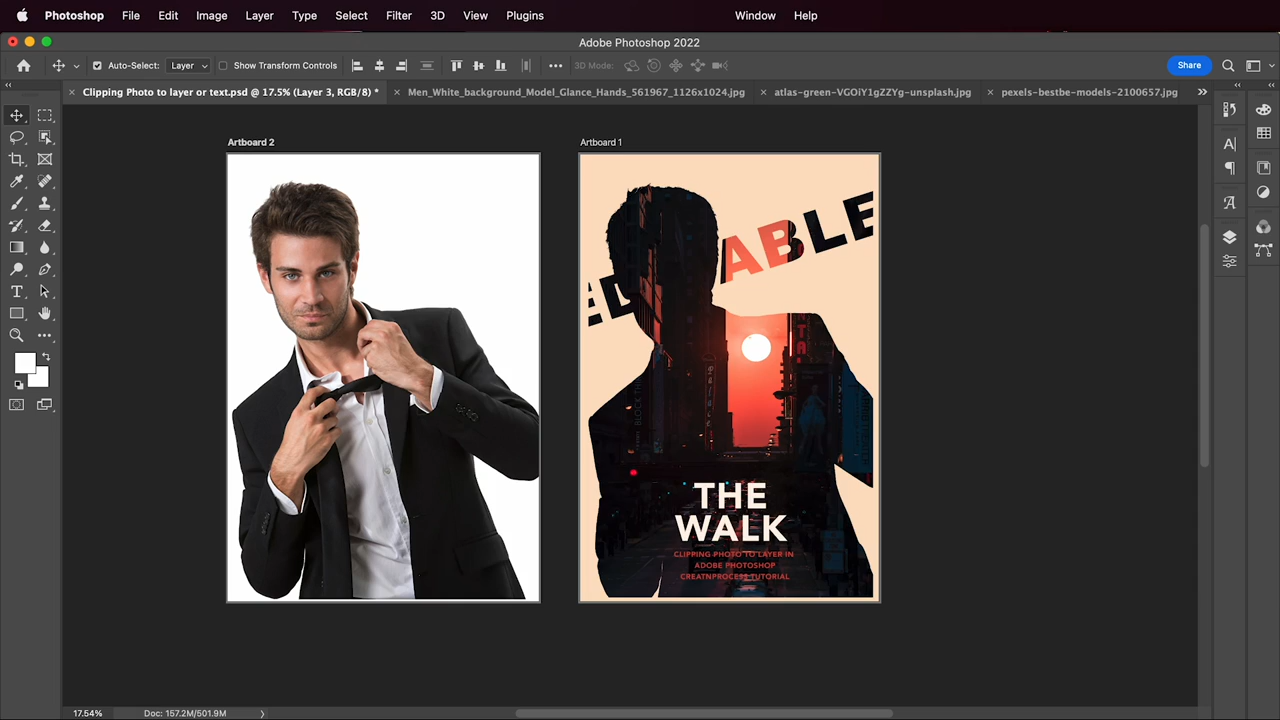 Photoshop File Edit Image Layer Type Select Filter 3D View Plugins Window Help
Adobe Photoshop 2022
Auto-Select: Layer Show Transform Controls 3D Mode: Share
Clipping Photo to layer or text.psd @ 17.5% (Layer 3, RGB/8) * Men_White_background_Model_Glance_Hands_561967_1126x1024.jpg atlas-green-VGOiY1gZZYg-unsplash.jpg pexels-bestbe-models-2100657.jpg
Artboard 2 Artboard 1
ED ABLE
THE
WALK
CLIPPING PHOTO TO LAYER IN
ADOBE PHOTOSHOP
CREATNPROCESS TUTORIAL
17.54% Doc: 157.2M/501.9M